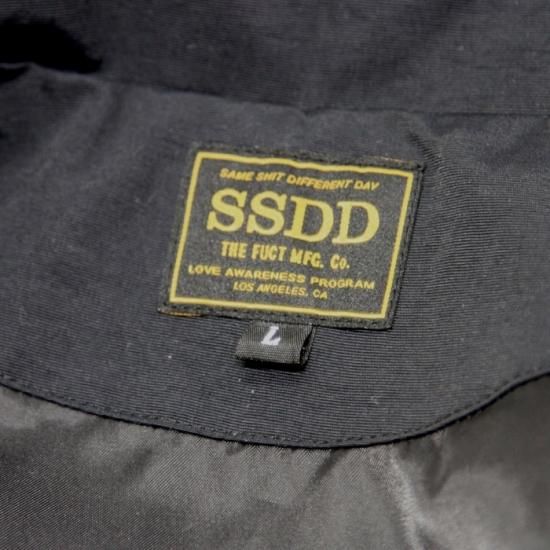 SAME SHIT DIFFERENT DAY
SSDD
THE FUCT MFG. Co.
LOVE AWARENESS PROGRAM
LOS ANGELES, CA
L